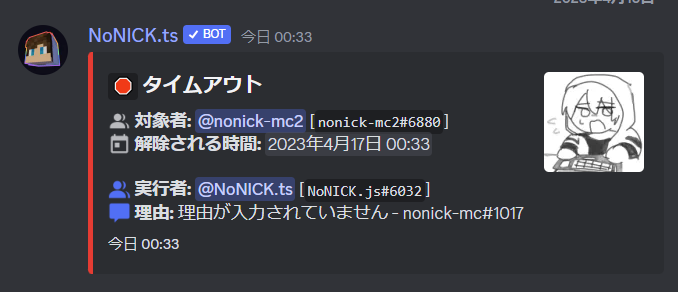 NoNICK.ts ✓ BOT 今日 00:33
タイムアウト
対象者: @nonick-mc2 [nonick-mc2#6880]
解除される時間: 2023年4月17日 00:33
実行者: @NoNICK.ts [NoNICK.js#6032]
理由: 理由が入力されていません - nonick-mc#1017
今日 00:33